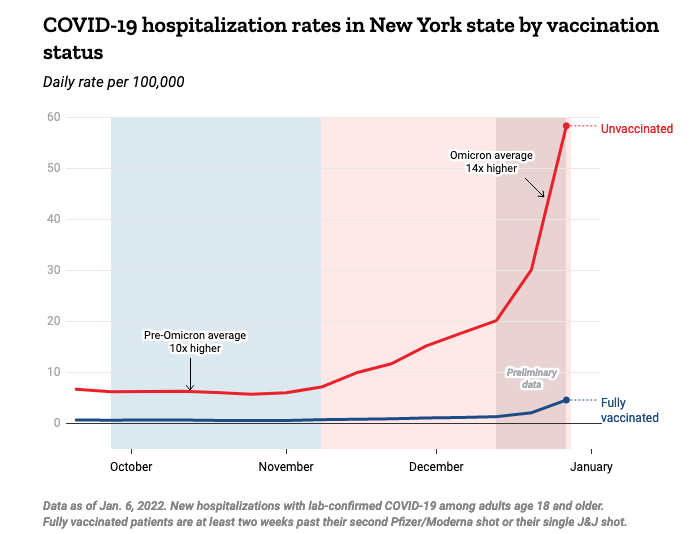 COVID-19 hospitalization rates in New York state by vaccination
status
Daily rate per 100,000
60
50
40
30
20
10
0
Unvaccinated
Omicron average
14x higher
Pre-Omicron average
10x higher
Preliminary
data
Fully
vaccinated
October
November
December
January
Data as of Jan. 6, 2022. New hospitalizations with lab-confirmed COVID-19 among adults age 18 and older.
Fully vaccinated patients are at least two weeks past their second Pfizer/Moderna shot or their single J&J shot.